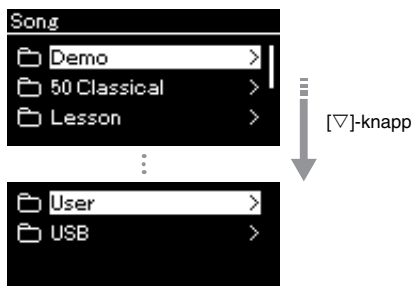 Song
Demo >
50 Classical >
Lesson >
[▽]-knapp
User >
USB >